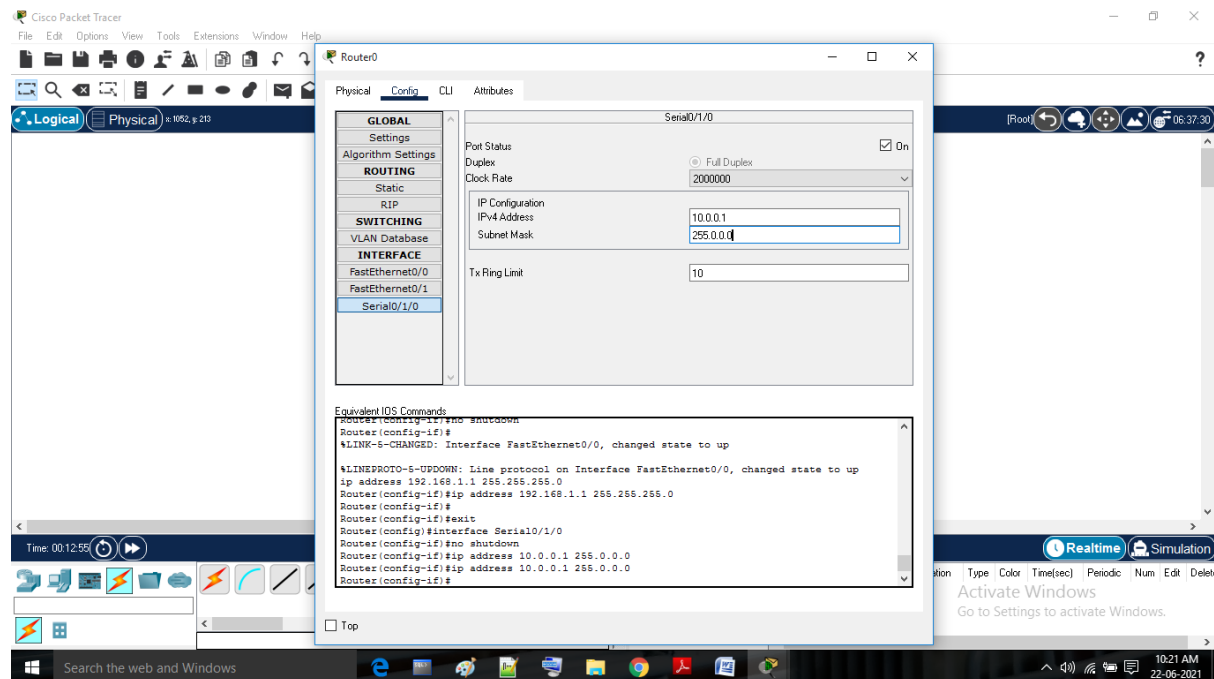 Cisco Packet Tracer
File Edit Options View Tools Extensions Window Help
Logical Physical x: 1052, y: 213
[Root] 06:37:30
Router0
Physical Config CLI Attributes
GLOBAL
Settings
Algorithm Settings
ROUTING
Static
RIP
SWITCHING
VLAN Database
INTERFACE
FastEthernet0/0
FastEthernet0/1
Serial0/1/0
Serial0/1/0
Port Status On
Duplex Full Duplex
Clock Rate 2000000
IP Configuration
IPv4 Address 10.0.0.1
Subnet Mask 255.0.0.0
Tx Ring Limit 10
Equivalent IOS Commands
Router(config-if)#no shutdown
Router(config-if)#
%LINK-5-CHANGED: Interface FastEthernet0/0, changed state to up
%LINEPROTO-5-UPDOWN: Line protocol on Interface FastEthernet0/0, changed state to up
ip address 192.168.1.1 255.255.255.0
Router(config-if)#ip address 192.168.1.1 255.255.255.0
Router(config-if)#
Router(config-if)#exit
Router(config)#interface Serial0/1/0
Router(config-if)#no shutdown
Router(config-if)#ip address 10.0.0.1 255.0.0.0
Router(config-if)#ip address 10.0.0.1 255.0.0.0
Router(config-if)#
Top
Time: 00:12:55
Realtime Simulation
Type Color Time(sec) Periodic Num Edit
Activate Windows
Go to Settings to activate Windows.
Search the web and Windows
10:21 AM
22-06-2021